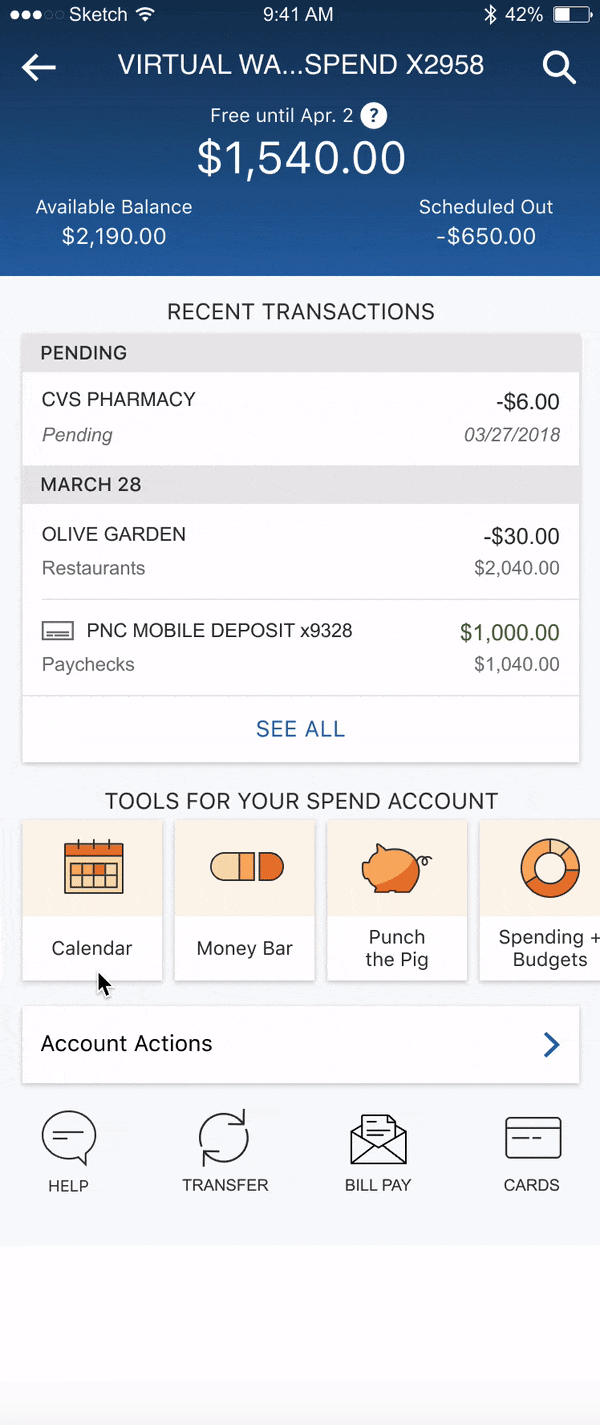 Sketch 9:41 AM 42%
VIRTUAL WA...SPEND X2958
Free until Apr. 2 ?
$1,540.00
Available Balance Scheduled Out
$2,190.00 -$650.00
RECENT TRANSACTIONS
PENDING
CVS PHARMACY -$6.00
Pending 03/27/2018
MARCH 28
OLIVE GARDEN -$30.00
Restaurants $2,040.00
PNC MOBILE DEPOSIT x9328 $1,000.00
Paychecks $1,040.00
SEE ALL
TOOLS FOR YOUR SPEND ACCOUNT
Calendar Money Bar Punch the Pig Spending + Budgets
Account Actions
HELP TRANSFER BILL PAY CARDS